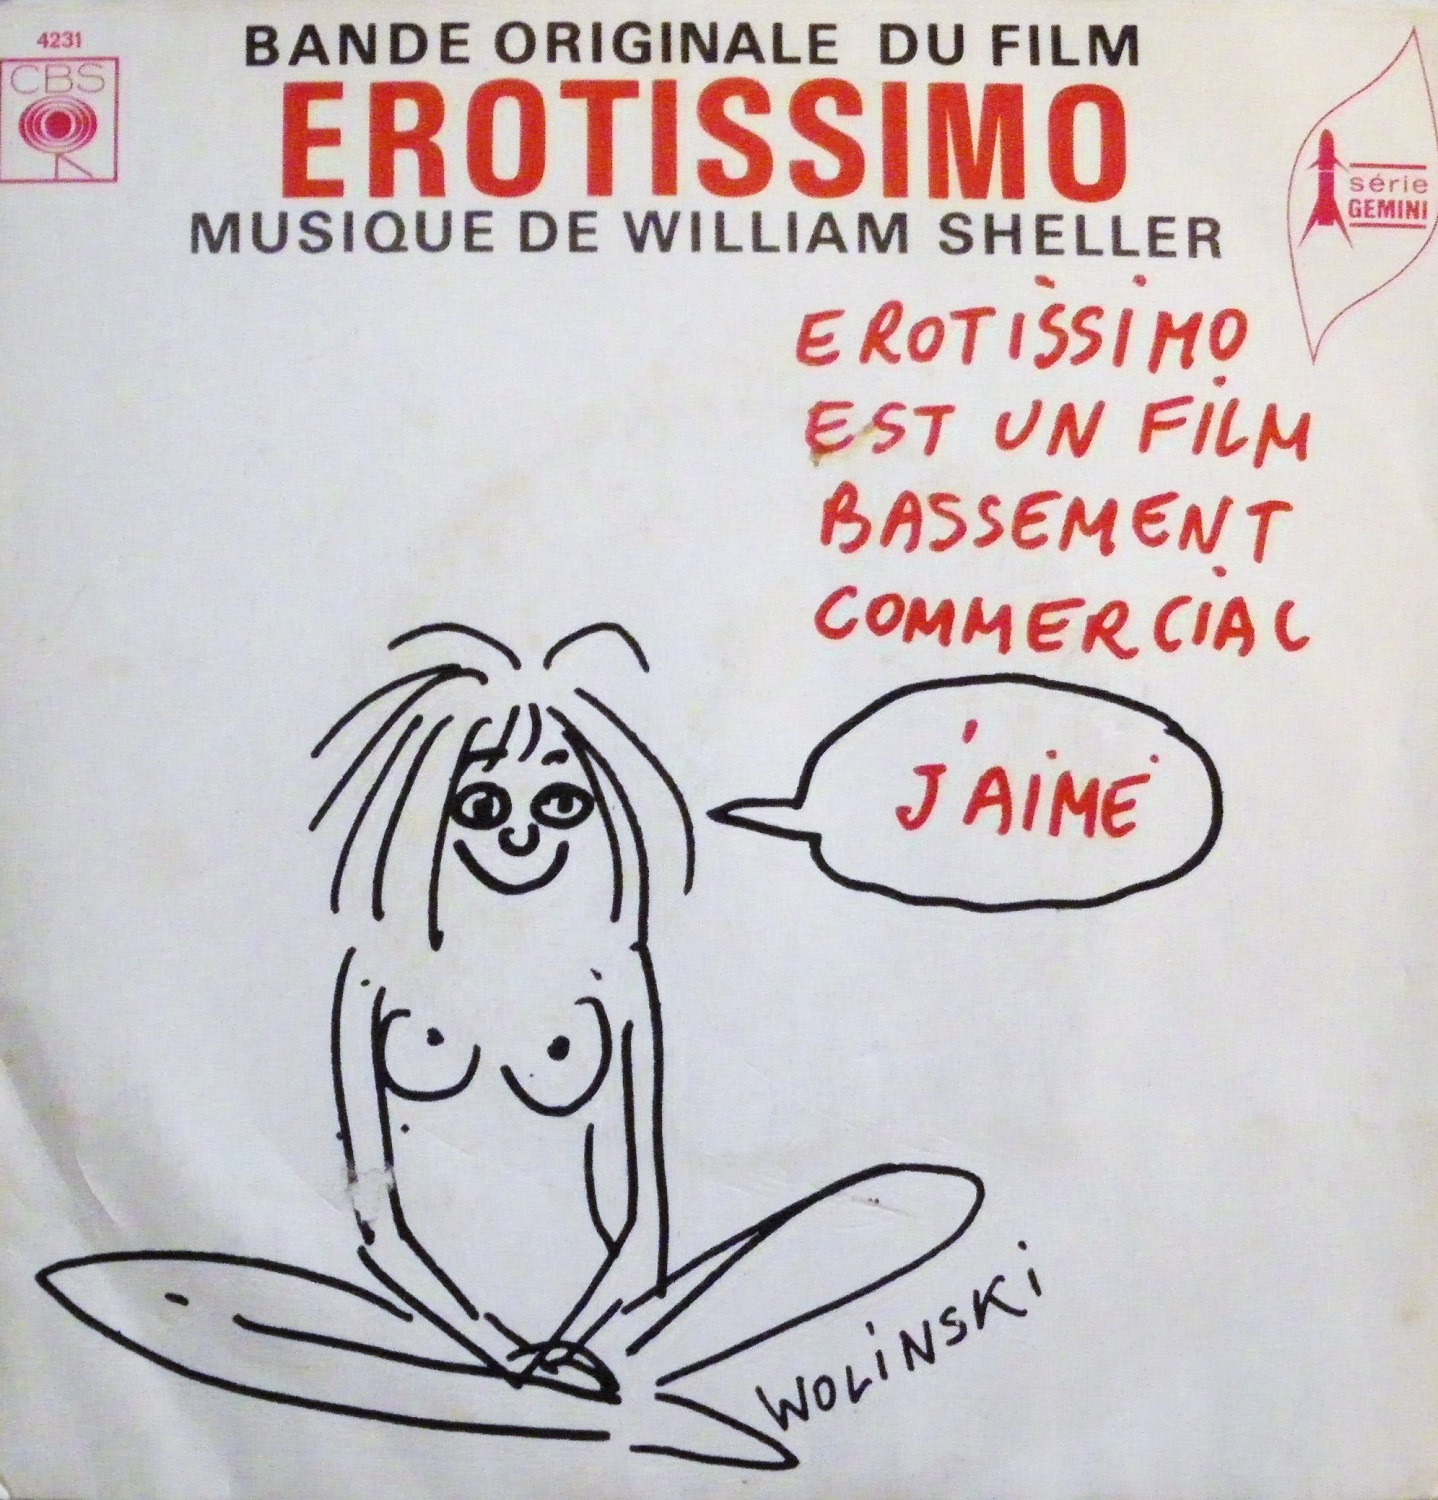 4231
CBS
BANDE ORIGINALE DU FILM
EROTISSIMO
MUSIQUE DE WILLIAM SHELLER
série
GEMINI
EROTISSIMO
EST UN FILM
BASSEMENT
COMMERCIAL
J'AIME
WOLINSKI